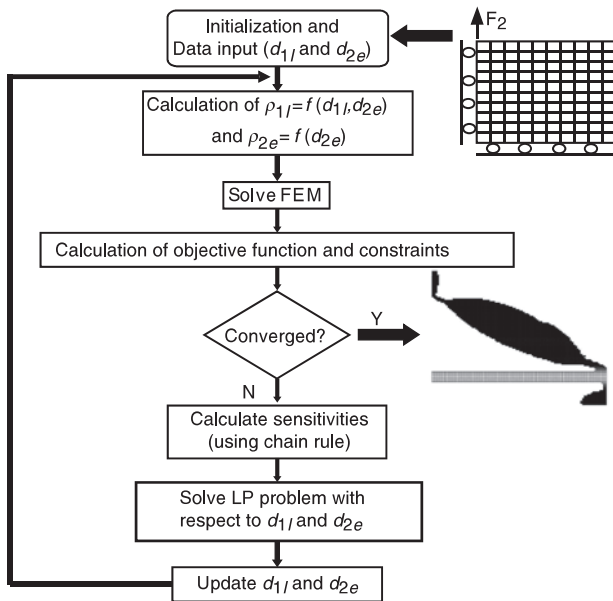 Initialization and
Data input (d1l and d2e)
F2
Calculation of ρ1l=f(d1l,d2e)
and ρ2e=f(d2e)
Solve FEM
Calculation of objective function and constraints
Converged?
Y
N
Calculate sensitivities
(using chain rule)
Solve LP problem with
respect to d1l and d2e
Update d1l and d2e